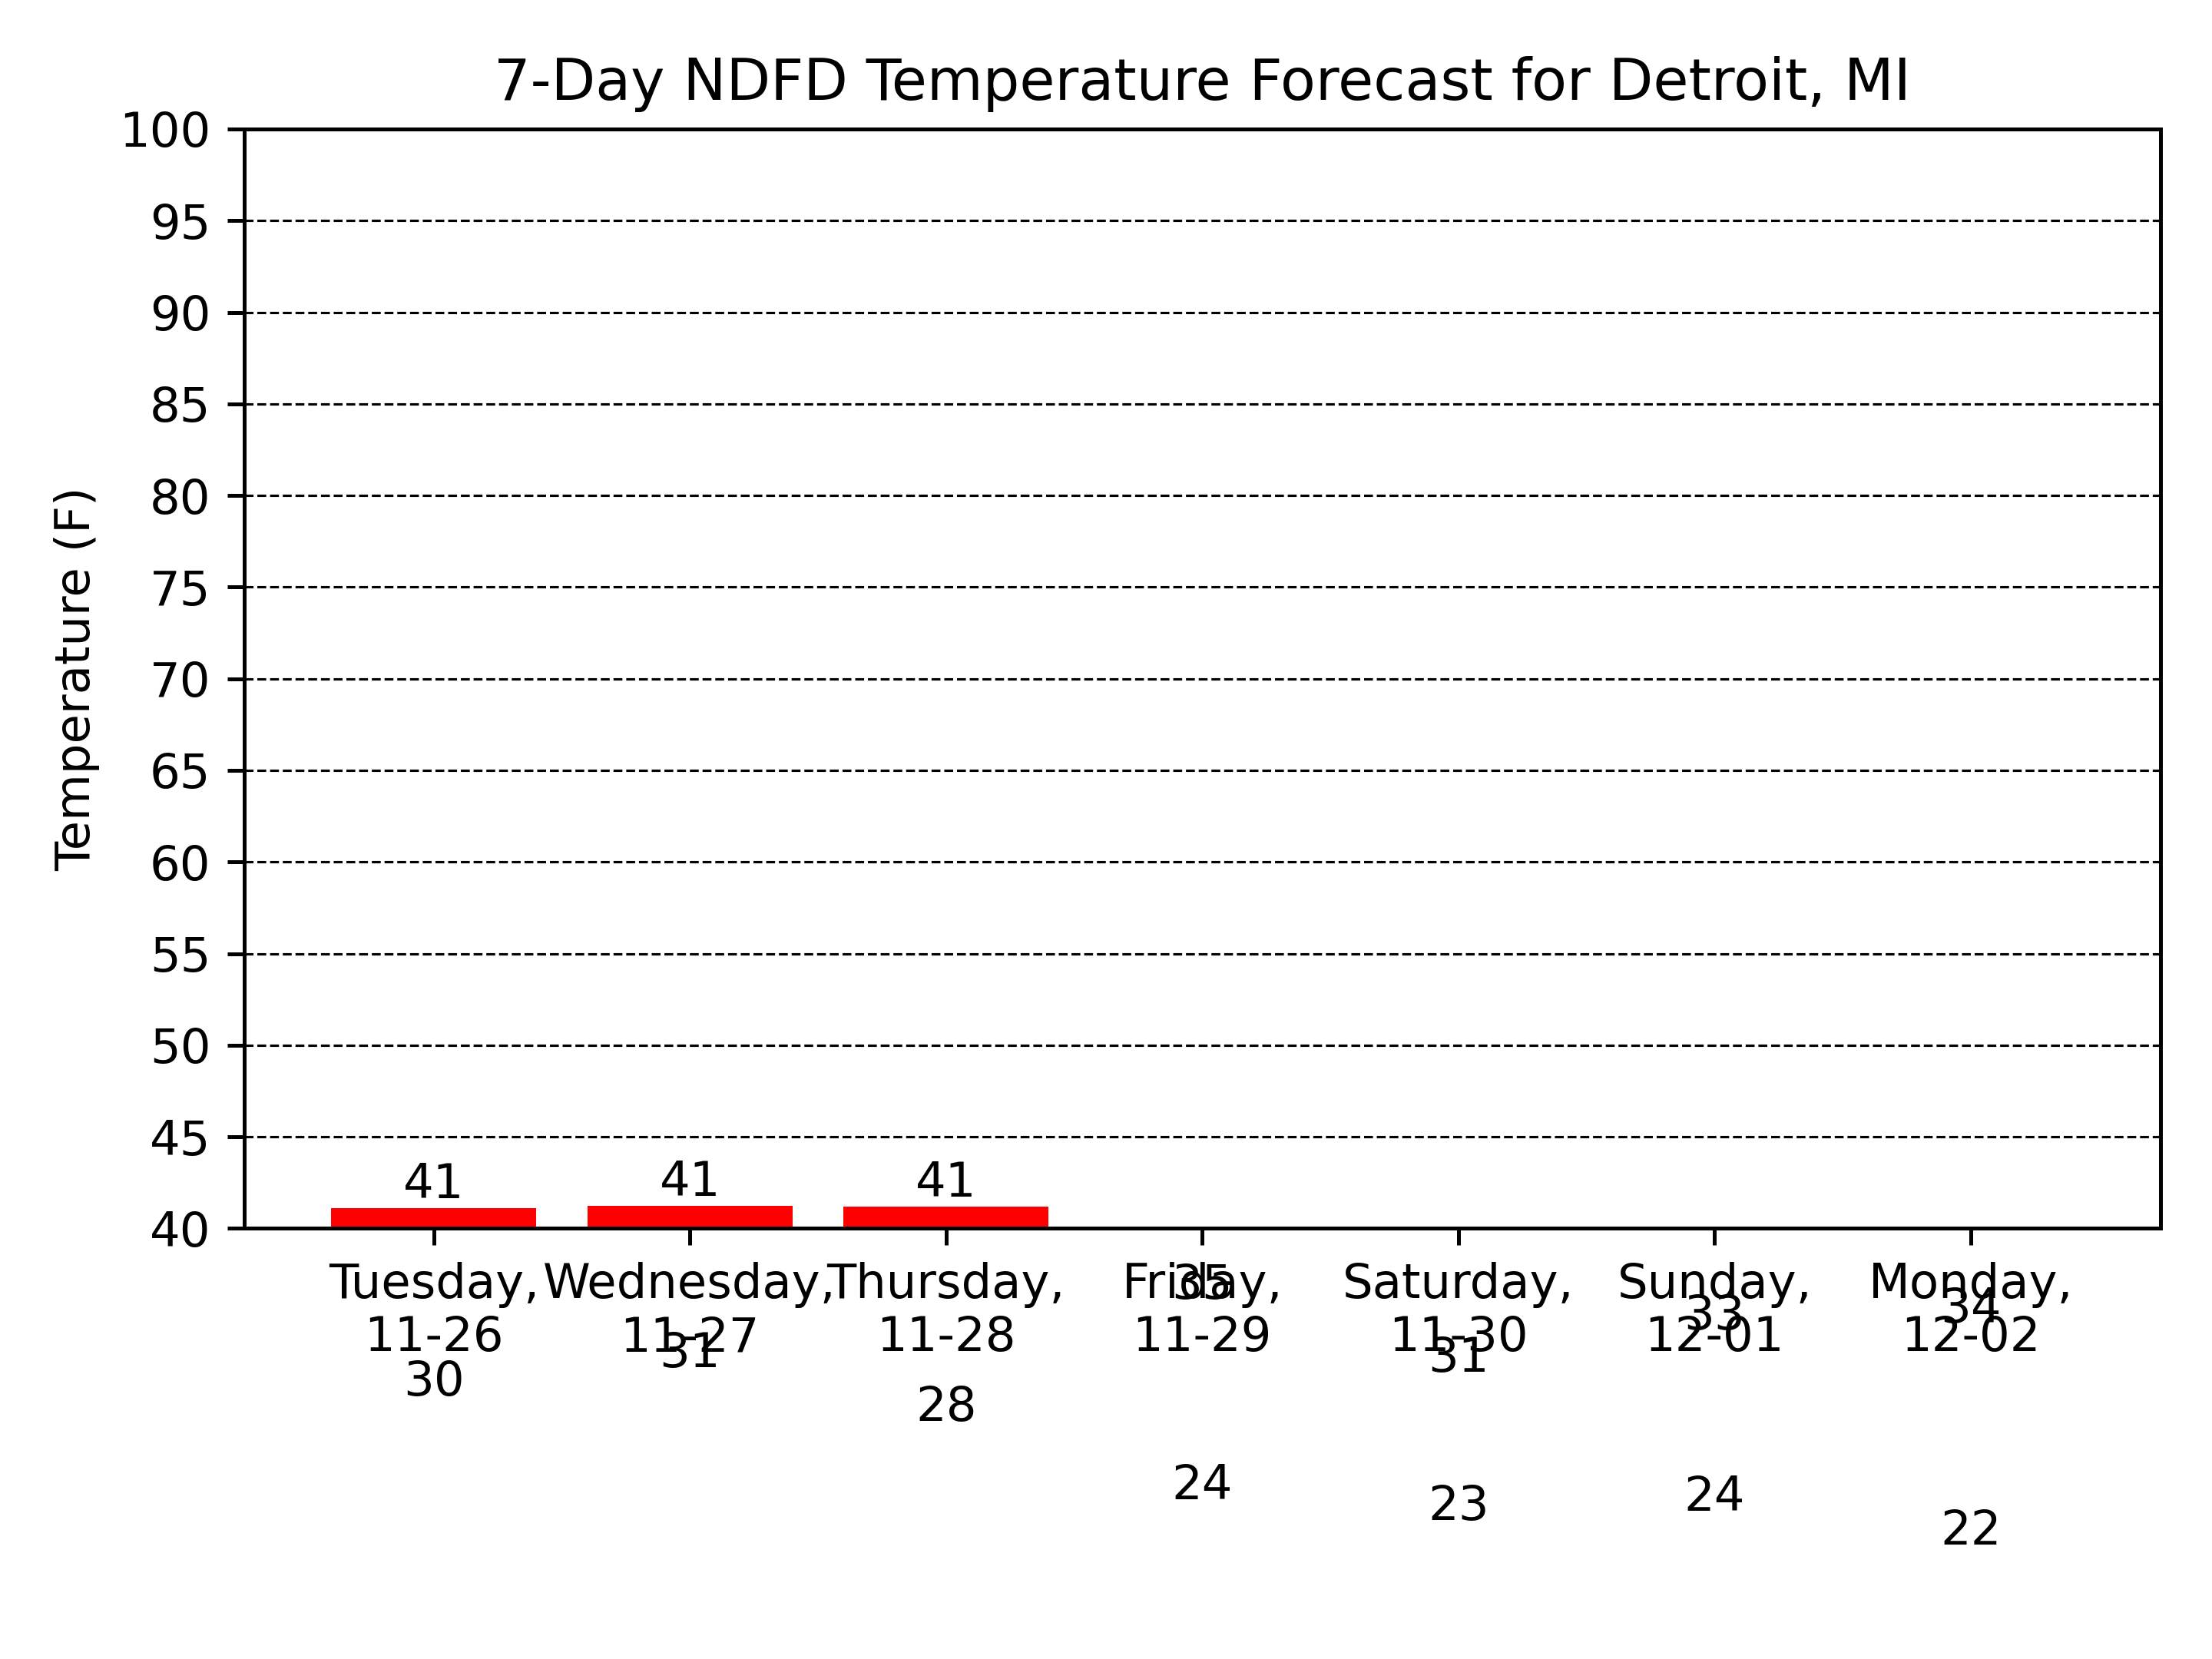 7-Day NDFD Temperature Forecast for Detroit, MI
Temperature (F)
100
95
90
85
80
75
70
65
60
55
50
45
40
41 41 41
Tuesday, Wednesday, Thursday, Friday, Saturday, Sunday, Monday,
11-26 11-27 11-28 11-29 11-30 12-01 12-02
35 33 34
30 31 31
28
24 23 24 22